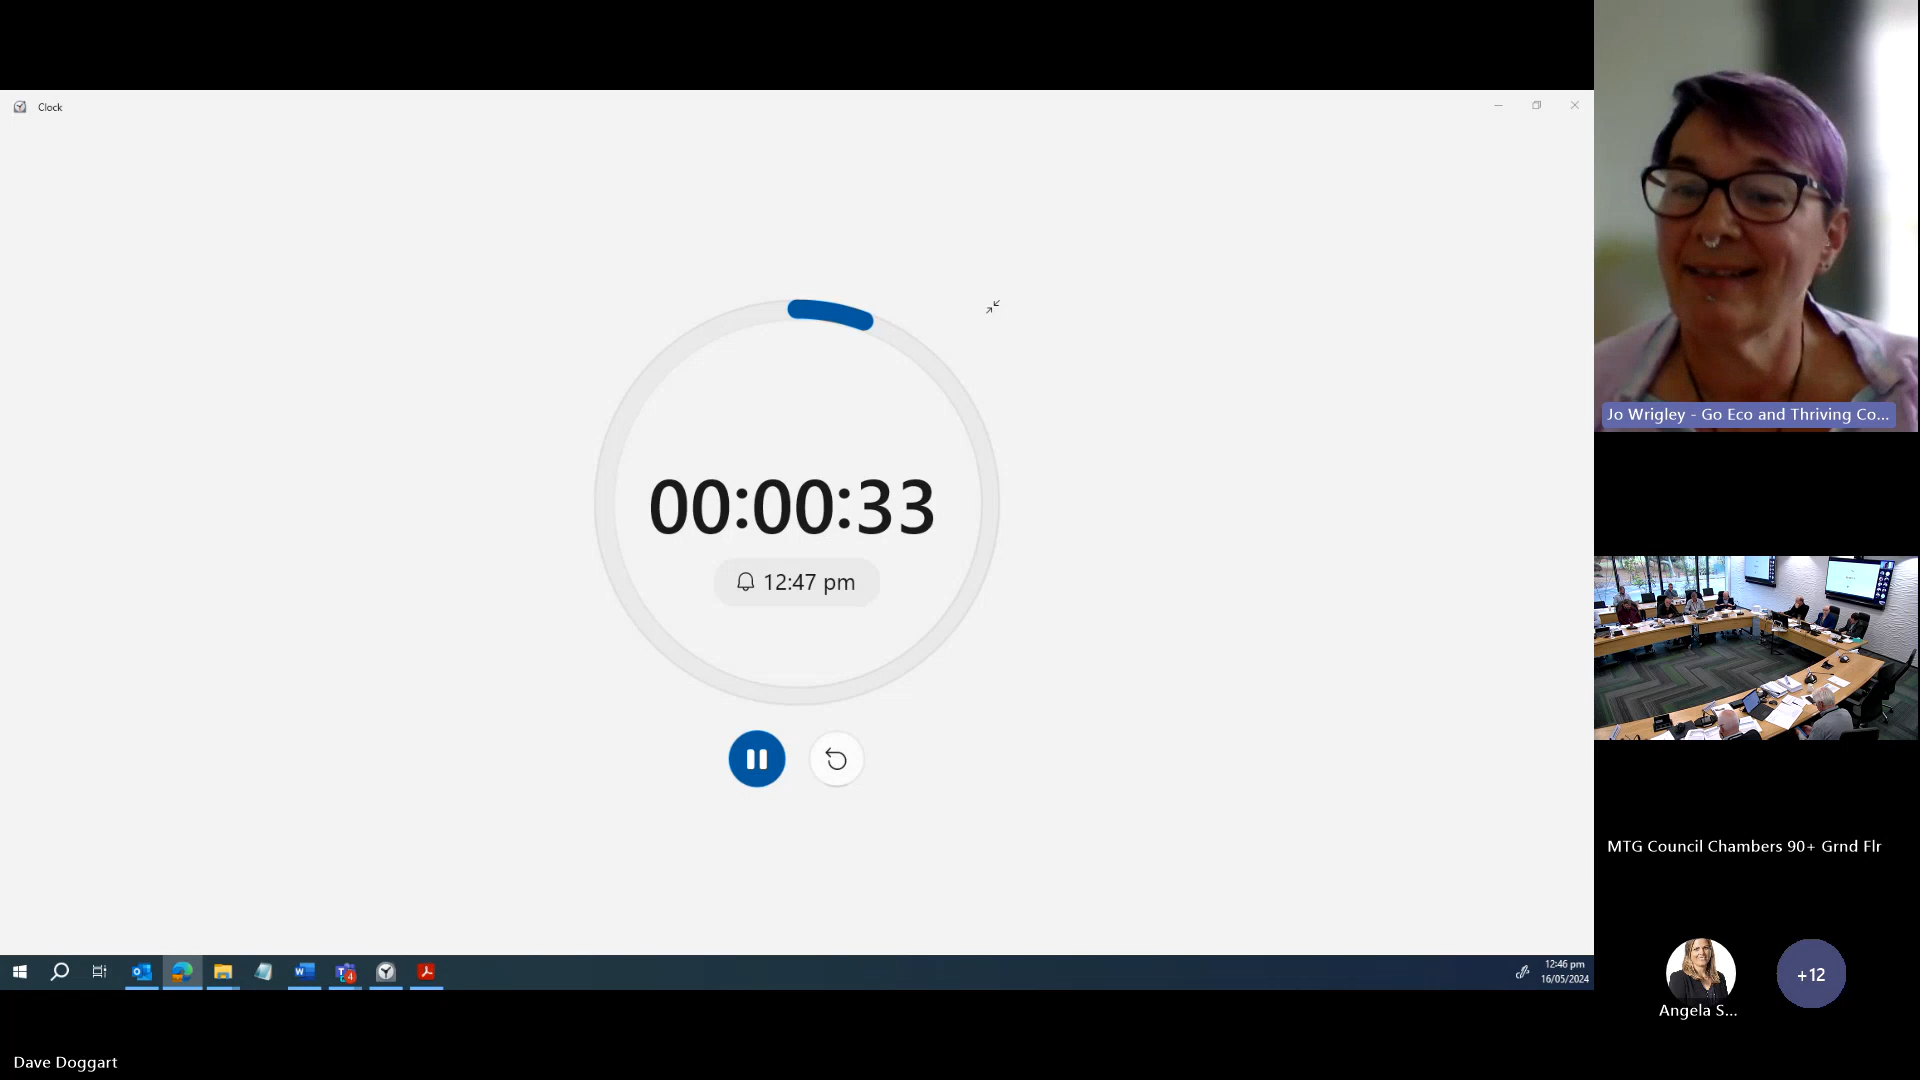 Clock
00:00:33
12:47 pm
12:46 pm
16/05/2024
4
Dave Doggart
Jo Wrigley - Go Eco and Thriving Co...
MTG Council Chambers 90+ Grnd Flr
Angela S...
+12